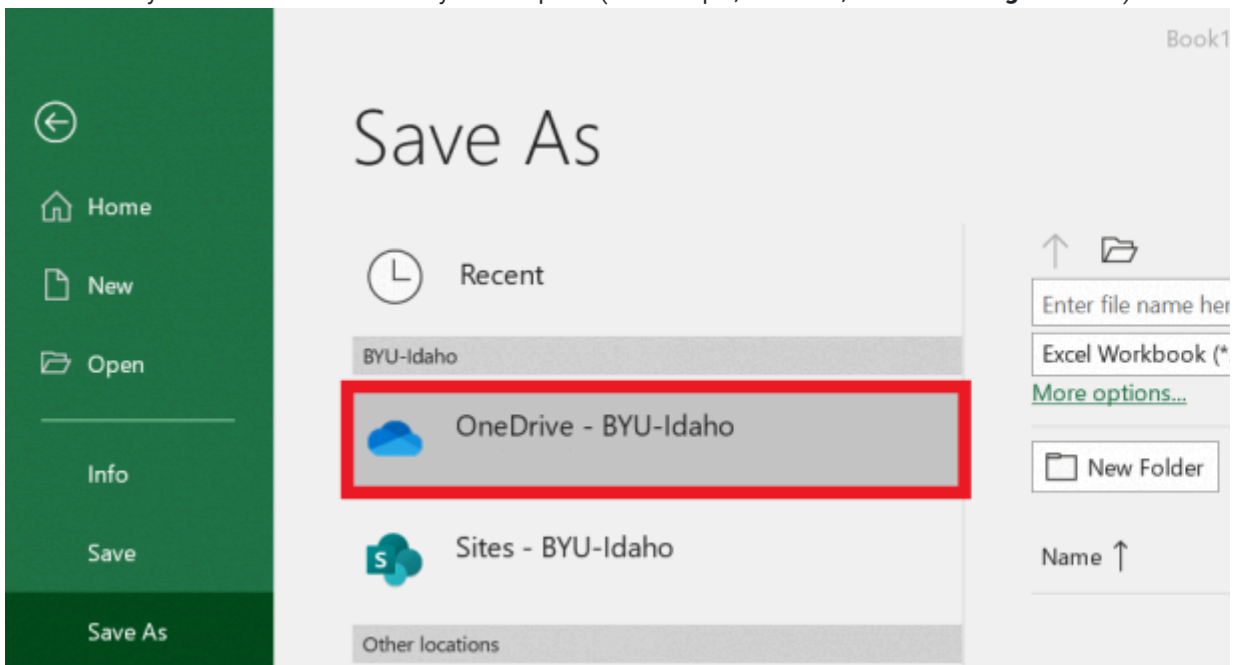 Book1
Save As
Home
New
Open
Info
Save
Save As
Recent
BYU-Idaho
OneDrive - BYU-Idaho
Sites - BYU-Idaho
Other locations
Enter file name her
Excel Workbook (*
More options...
New Folder
Name ↑